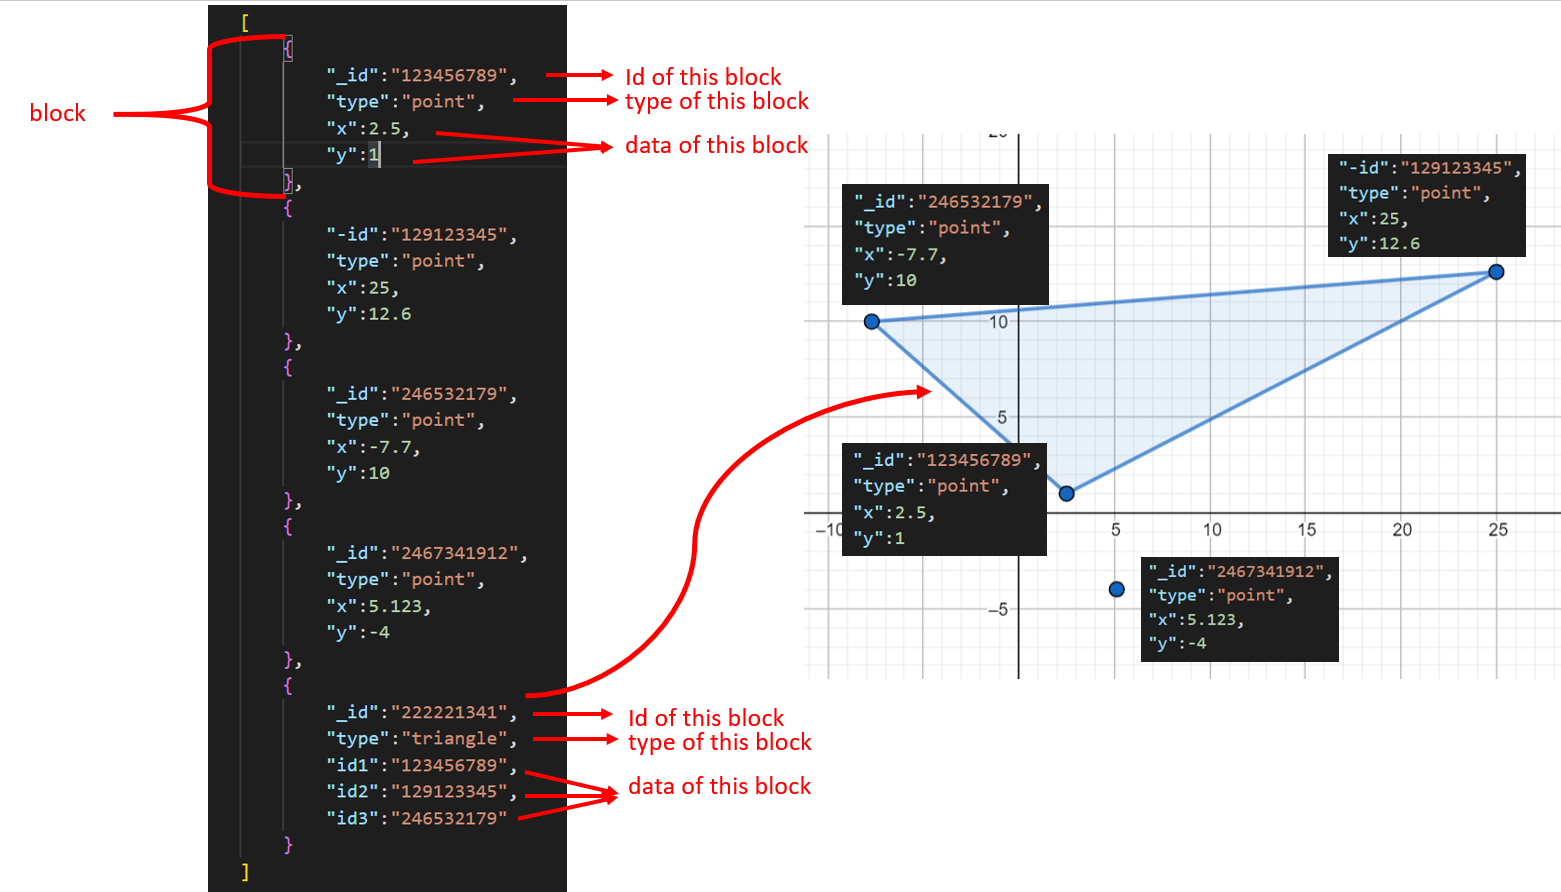 [
{
"_id":"123456789",
"type":"point",
"x":2.5,
"y":1
},
{
"-id":"129123345",
"type":"point",
"x":25,
"y":12.6
},
{
"_id":"246532179",
"type":"point",
"x":-7.7,
"y":10
},
{
"_id":"2467341912",
"type":"point",
"x":5.123,
"y":-4
},
{
"_id":"222221341",
"type":"triangle",
"id1":"123456789",
"id2":"129123345",
"id3":"246532179"
}
]
block
Id of this block
type of this block
data of this block
Id of this block
type of this block
data of this block
"_id":"246532179",
"type":"point",
"x":-7.7,
"y":10
"-id":"129123345",
"type":"point",
"x":25,
"y":12.6
"_id":"123456789",
"type":"point",
"x":2.5,
"y":1
"_id":"2467341912",
"type":"point",
"x":5.123,
"y":-4
10
5
–5
5
10
15
20
25